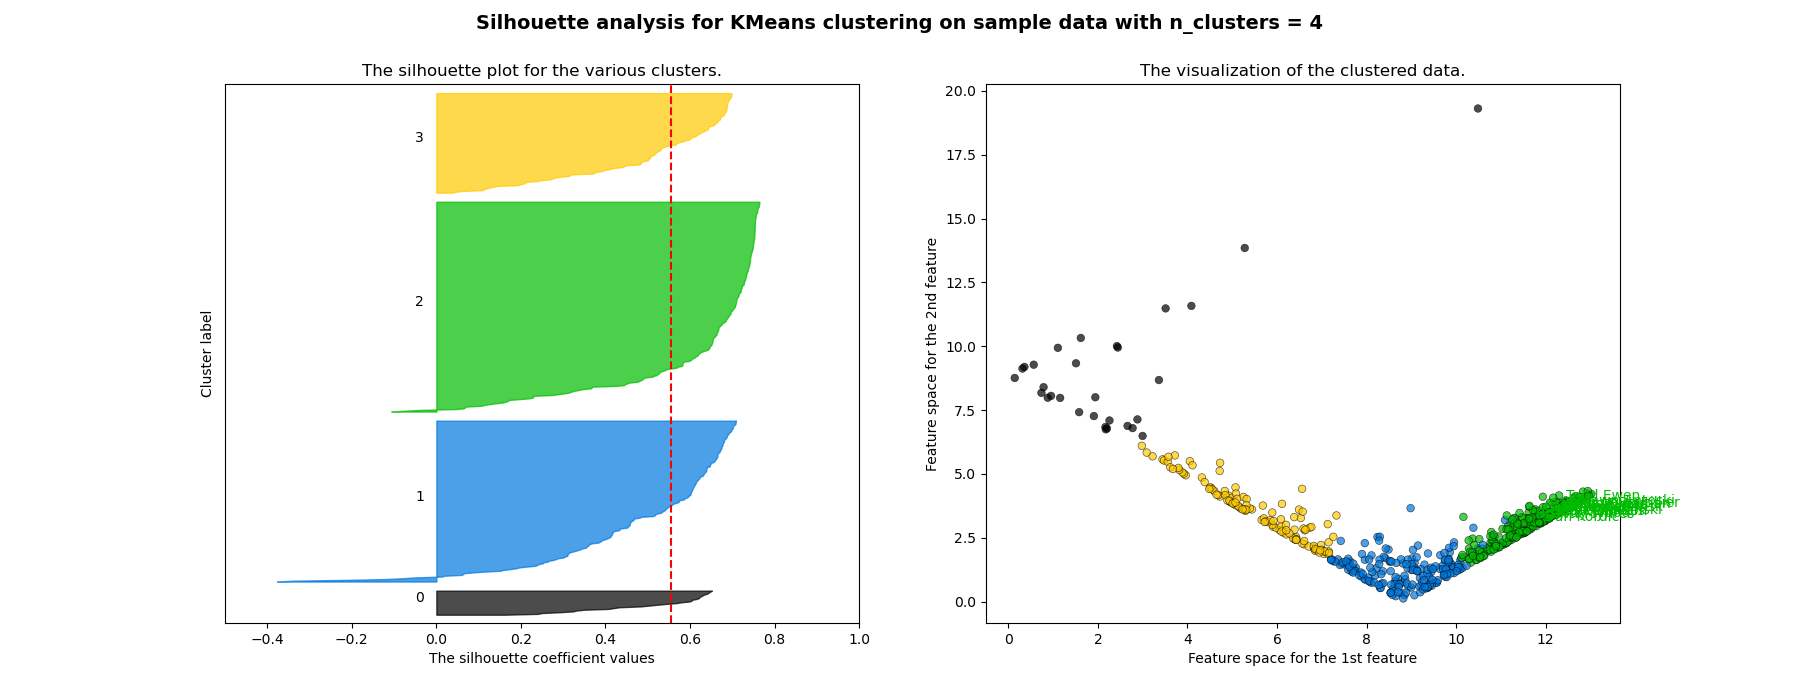 Silhouette analysis for KMeans clustering on sample data with n_clusters = 4
The silhouette plot for the various clusters.
3
2
1
0
Cluster label
−0.4 −0.2 0.0 0.2 0.4 0.6 0.8 1.0
The silhouette coefficient values
The visualization of the clustered data.
20.0
17.5
15.0
12.5
10.0
7.5
5.0
2.5
0.0
Feature space for the 2nd feature
Ewen
0 2 4 6 8 10 12
Feature space for the 1st feature